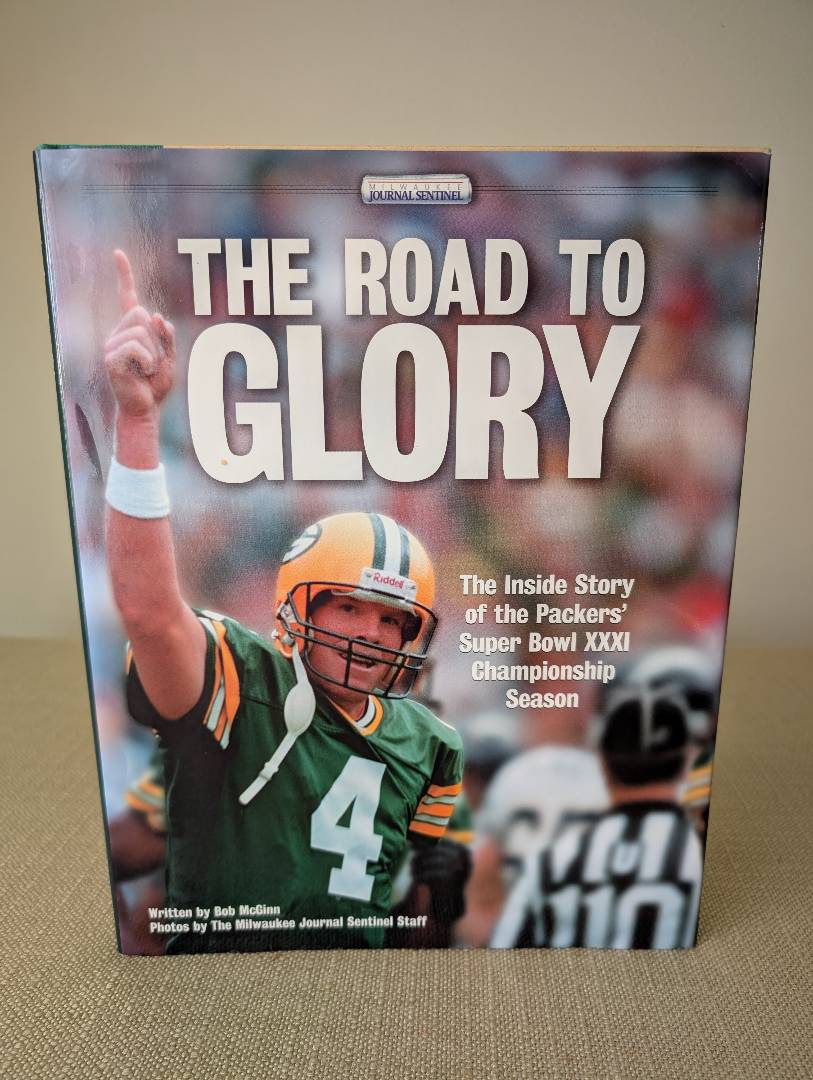 MILWAUKEE
JOURNAL SENTINEL
THE ROAD TO
GLORY
Riddell
The Inside Story
of the Packers'
Super Bowl XXXI
Championship
Season
4
110
Written by Bob McGinn
Photos by The Milwaukee Journal Sentinel Staff